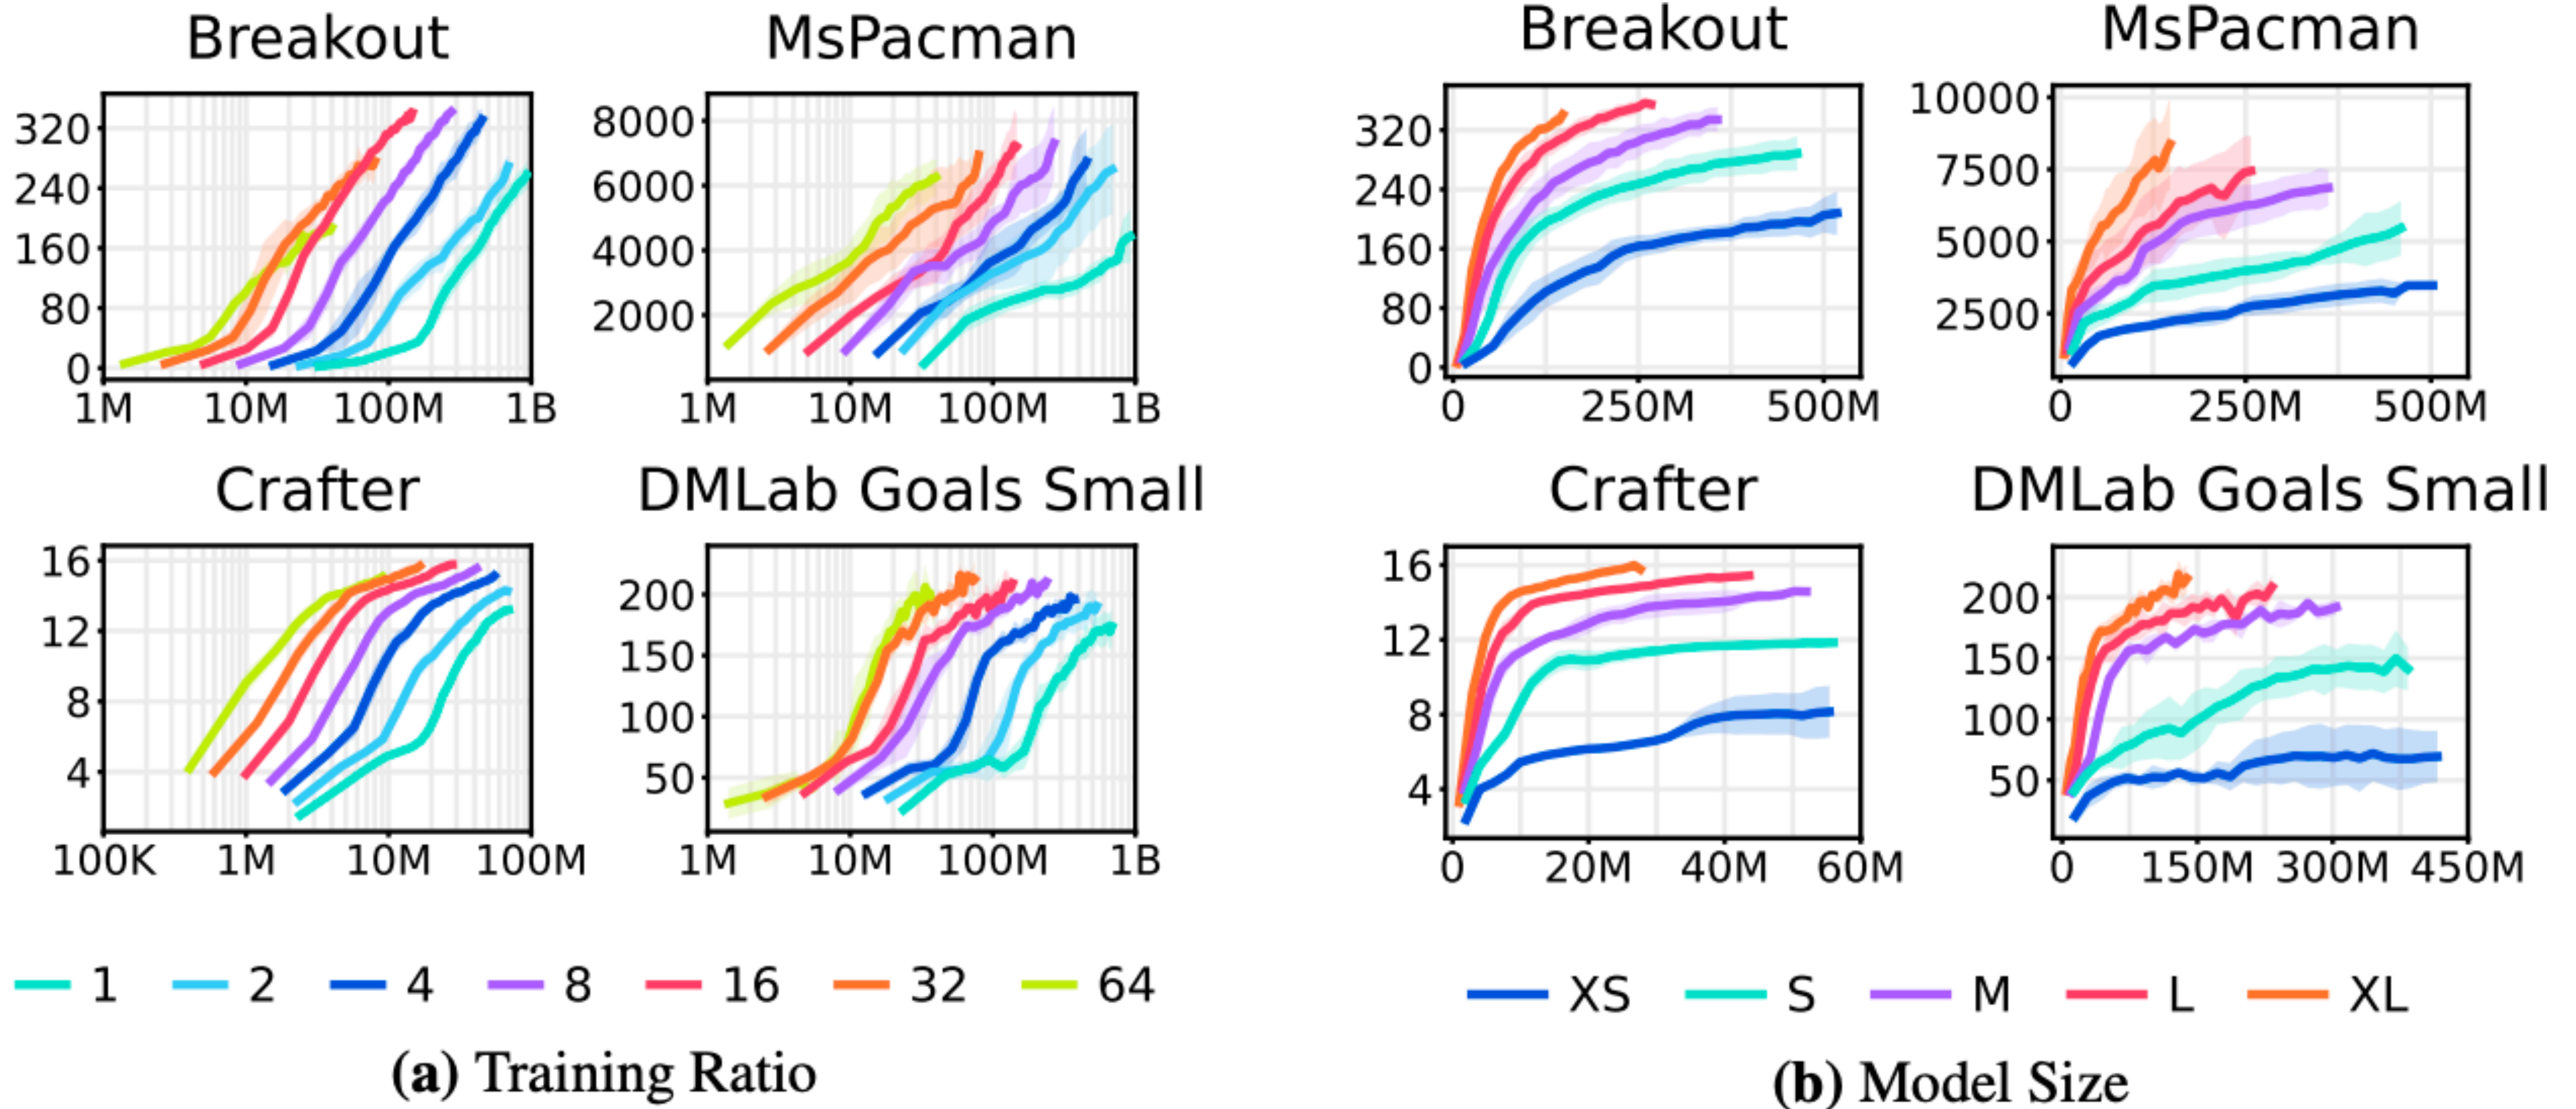 Breakout
MsPacman
320
240
160
80
0
1M
10M
100M
1B
8000
6000
4000
2000
1M
10M
100M
1B
Crafter
DMLab Goals Small
16
12
8
4
100K
1M
10M
100M
200
150
100
50
1M
10M
100M
1B
1
2
4
8
16
32
64
(a) Training Ratio
Breakout
MsPacman
320
240
160
80
0
0
250M
500M
10000
7500
5000
2500
0
250M
500M
Crafter
DMLab Goals Small
16
12
8
4
0
20M
40M
60M
200
150
100
50
0
150M
300M
450M
XS
S
M
L
XL
(b) Model Size